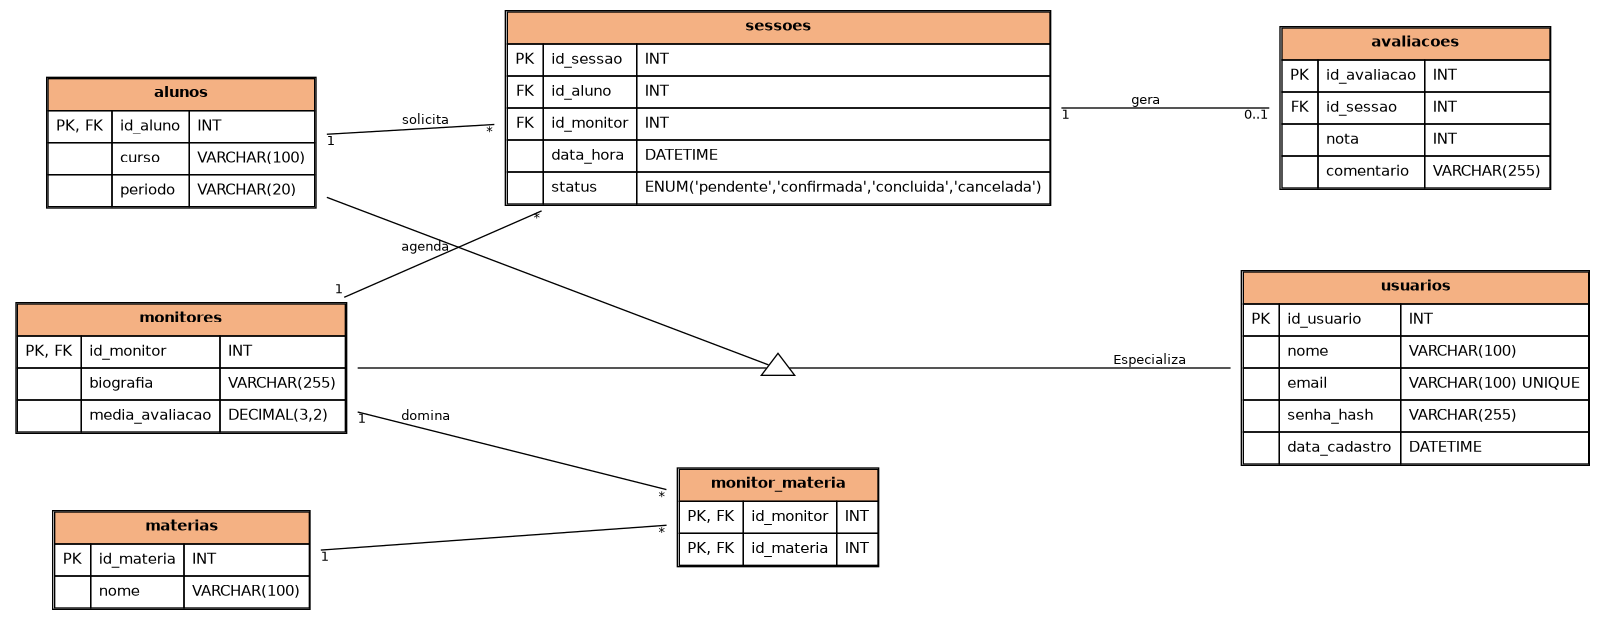 sessoes
PK id_sessao INT
FK id_aluno INT
FK id_monitor INT
data_hora DATETIME
status ENUM('pendente','confirmada','concluida','cancelada')
avaliacoes
PK id_avaliacao INT
FK id_sessao INT
nota INT
comentario VARCHAR(255)
alunos
PK, FK id_aluno INT
curso VARCHAR(100)
periodo VARCHAR(20)
solicita
1
*
gera
1
0..1
agenda
1
*
monitores
PK, FK id_monitor INT
biografia VARCHAR(255)
media_avaliacao DECIMAL(3,2)
Especializa
usuarios
PK id_usuario INT
nome VARCHAR(100)
email VARCHAR(100) UNIQUE
senha_hash VARCHAR(255)
data_cadastro DATETIME
domina
1
*
monitor_materia
PK, FK id_monitor INT
PK, FK id_materia INT
materias
PK id_materia INT
nome VARCHAR(100)
1
*